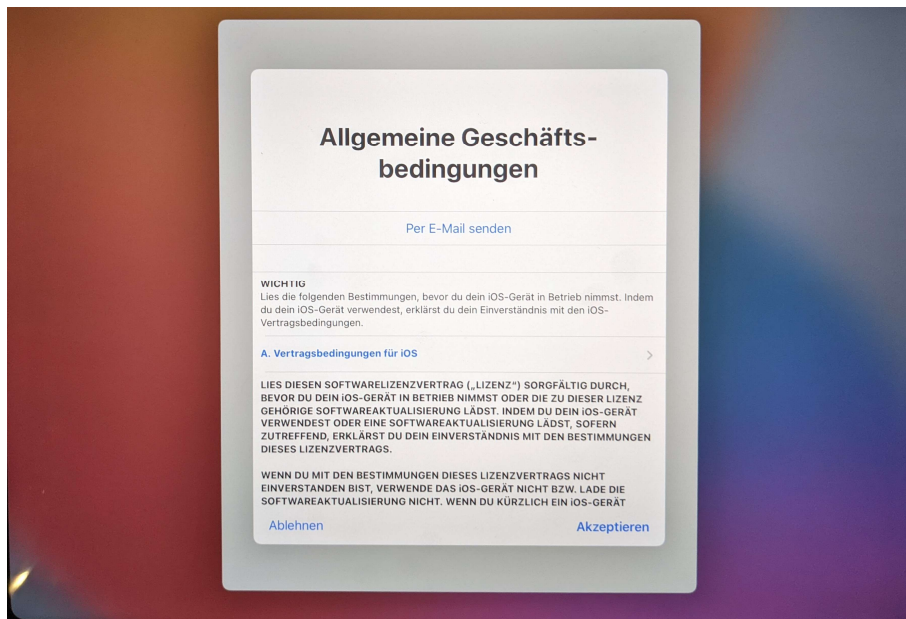 Allgemeine Geschäfts-
bedingungen
Per E-Mail senden
WICHTIG
Lies die folgenden Bestimmungen, bevor du dein iOS-Gerät in Betrieb nimmst. Indem
du dein iOS-Gerät verwendest, erklärst du dein Einverständnis mit den iOS-
Vertragsbedingungen.
A. Vertragsbedingungen für iOS
LIES DIESEN SOFTWARELIZENZVERTRAG („LIZENZ“) SORGFÄLTIG DURCH,
BEVOR DU DEIN iOS-GERÄT IN BETRIEB NIMMST ODER DIE ZU DIESER LIZENZ
GEHÖRIGE SOFTWAREAKTUALISIERUNG LÄDST. INDEM DU DEIN iOS-GERÄT
VERWENDEST ODER EINE SOFTWAREAKTUALISIERUNG LÄDST, SOFERN
ZUTREFFEND, ERKLÄRST DU DEIN EINVERSTÄNDNIS MIT DEN BESTIMMUNGEN
DIESES LIZENZVERTRAGS.
WENN DU MIT DEN BESTIMMUNGEN DIESES LIZENZVERTRAGS NICHT
EINVERSTANDEN BIST, VERWENDE DAS iOS-GERÄT NICHT BZW. LADE DIE
SOFTWAREAKTUALISIERUNG NICHT. WENN DU KÜRZLICH EIN iOS-GERÄT
Ablehnen
Akzeptieren